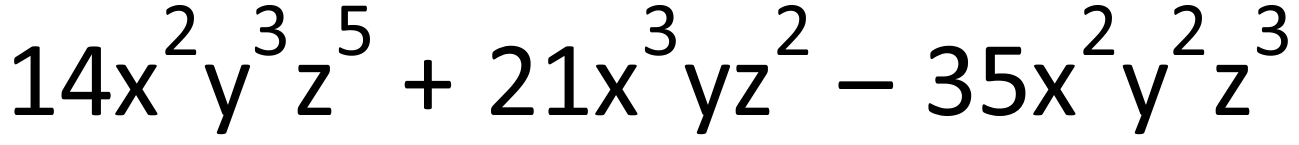 14x²y³z⁵ + 21x³yz² − 35x²y²z³